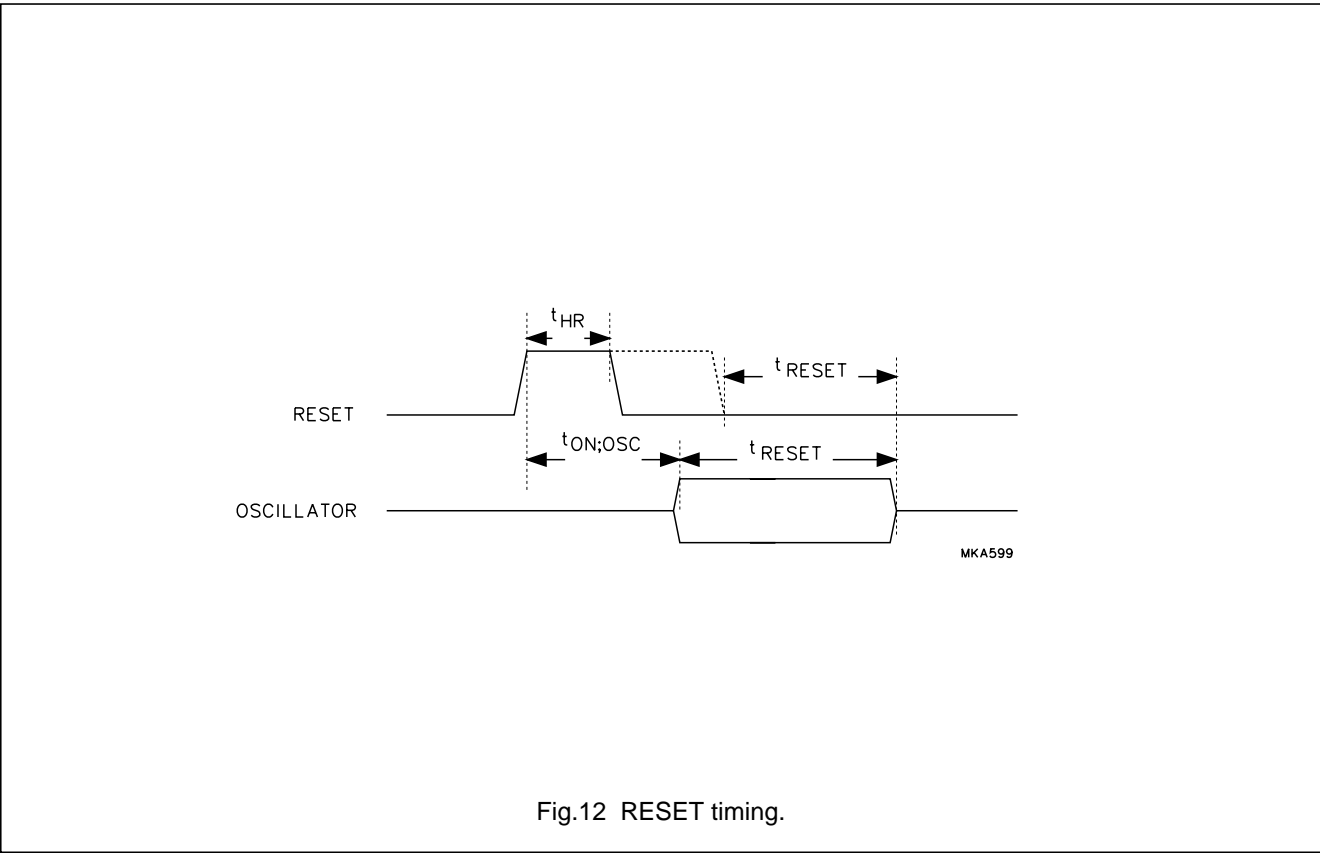 tHR
tRESET
RESET
tON;OSC
tRESET
OSCILLATOR
MKA599
Fig.12 RESET timing.